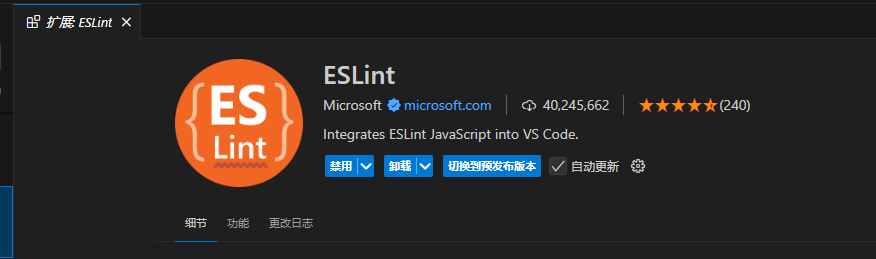 扩展: ESLint
ES
Lint
ESLint
Microsoft microsoft.com 40,245,662 (240)
Integrates ESLint JavaScript into VS Code.
禁用 卸载 切换到预发布版本 自动更新
细节 功能 更改日志